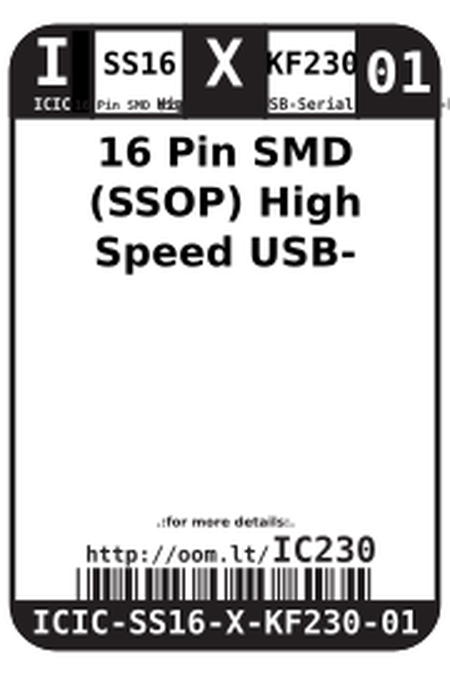 I SS16 X KF230 01
ICIC Pin SMD SB-Serial
16 Pin SMD
(SSOP) High
Speed USB-
.:for more details:.
http://oom.lt/IC230
ICIC-SS16-X-KF230-01